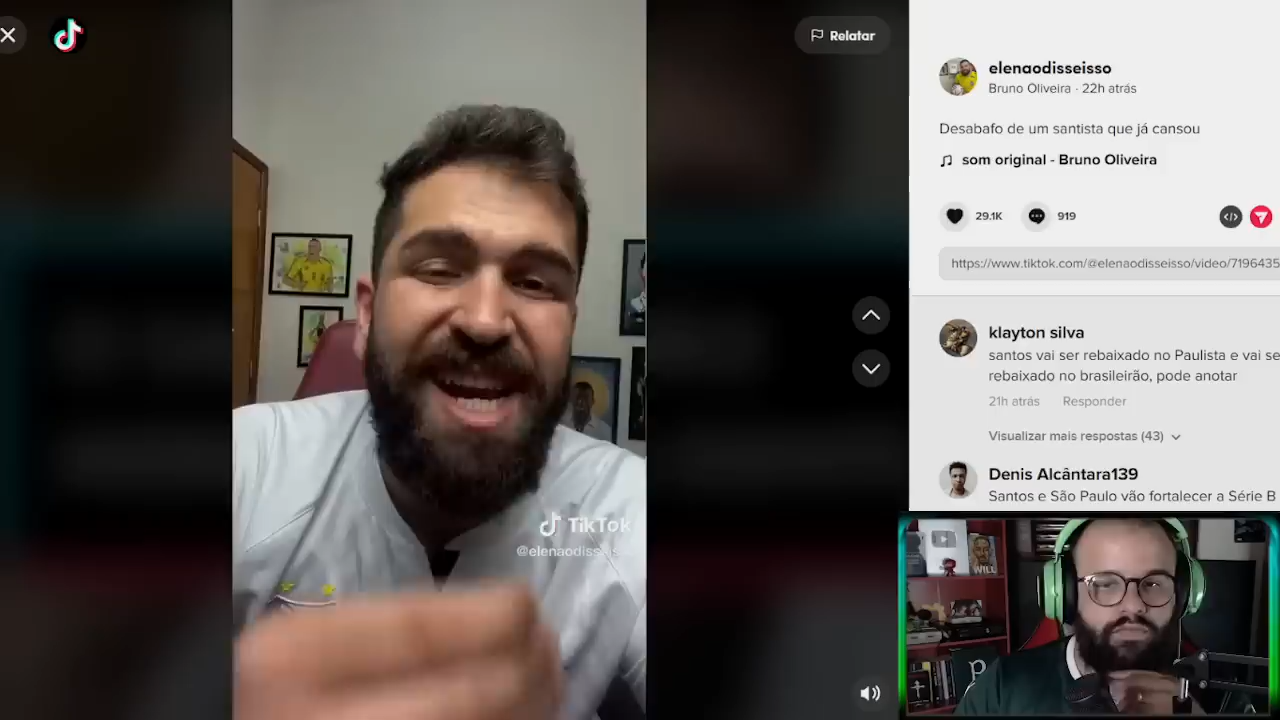 Relatar
elenaodisseisso
Bruno Oliveira · 22h atrás
Desabafo de um santista que já cansou
som original - Bruno Oliveira
29.1K
919
https://www.tiktok.com/@elenaodisseisso/video/7196435
klayton silva
santos vai ser rebaixado no Paulista e vai se
rebaixado no brasileirão, pode anotar
21h atrás Responder
Visualizar mais respostas (43)
Denis Alcântara139
Santos e São Paulo vão fortalecer a Série B
TikTok
WILL